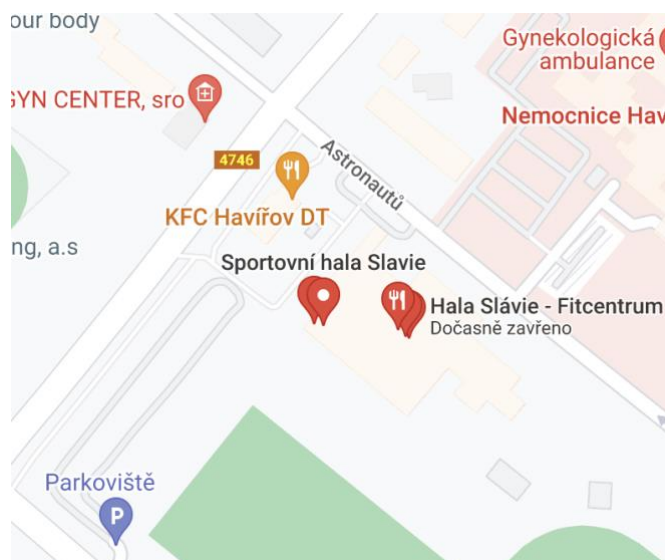 our body
Gynekologická
ambulance
GYN CENTER, sro
Nemocnice Hav
4746
Astronautů
KFC Havířov DT
ng, a.s
Sportovní hala Slavie
Hala Slávie - Fitcentrum
Dočasně zavřeno
Parkoviště
P